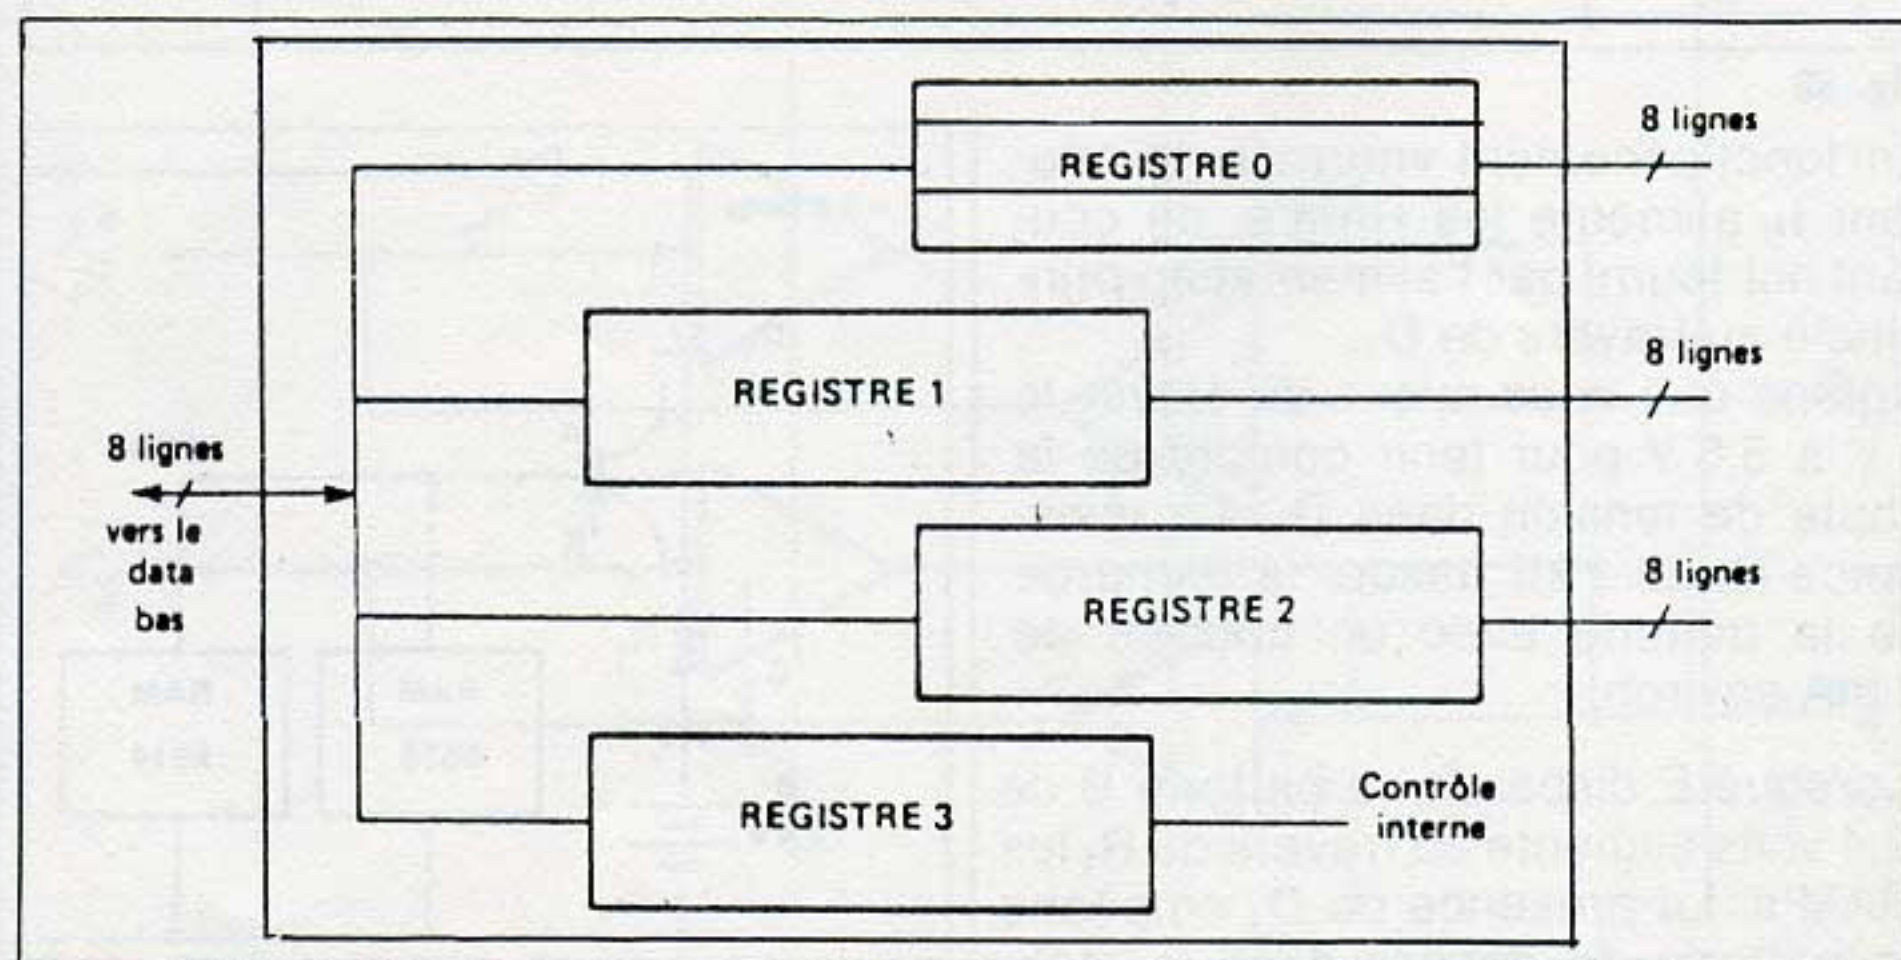 8 lignes
REGISTRE 0
8 lignes
REGISTRE 1
8 lignes
vers le
data
bas
8 lignes
REGISTRE 2
REGISTRE 3
Contrôle
interne